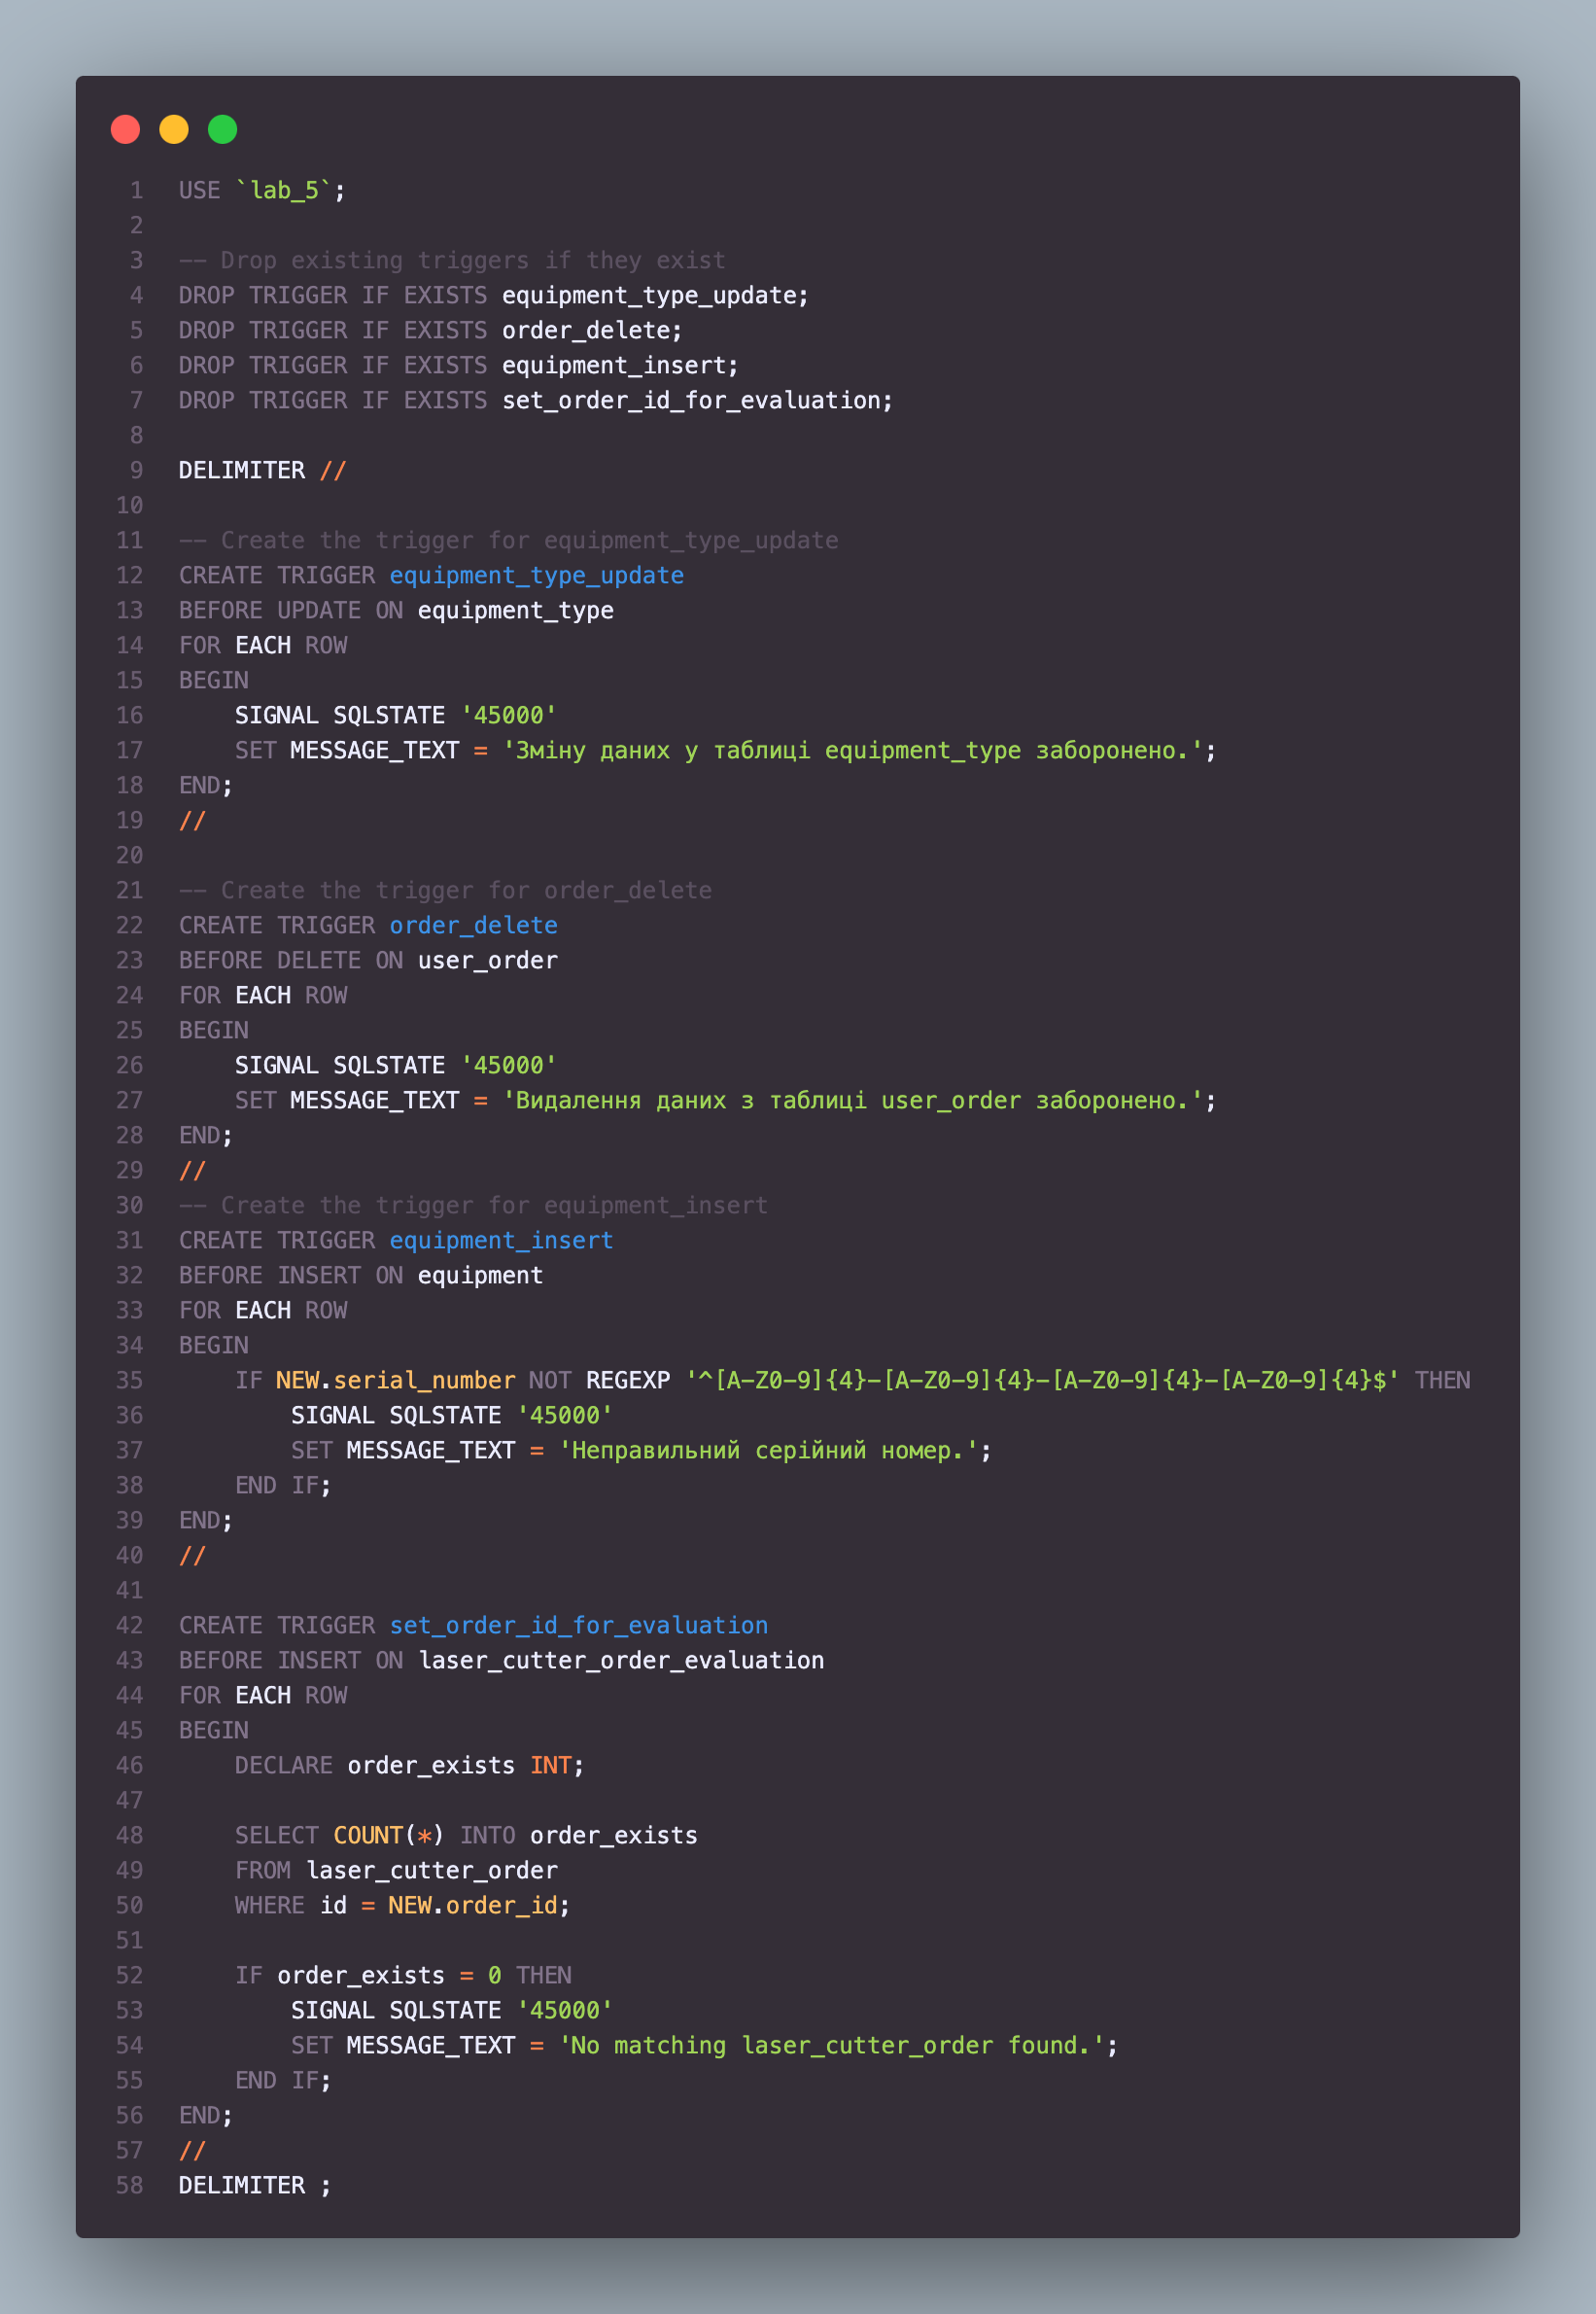 1 USE `lab_5`;
2
3 -- Drop existing triggers if they exist
4 DROP TRIGGER IF EXISTS equipment_type_update;
5 DROP TRIGGER IF EXISTS order_delete;
6 DROP TRIGGER IF EXISTS equipment_insert;
7 DROP TRIGGER IF EXISTS set_order_id_for_evaluation;
8
9 DELIMITER //
10
11 -- Create the trigger for equipment_type_update
12 CREATE TRIGGER equipment_type_update
13 BEFORE UPDATE ON equipment_type
14 FOR EACH ROW
15 BEGIN
16     SIGNAL SQLSTATE '45000'
17     SET MESSAGE_TEXT = 'Зміну даних у таблиці equipment_type заборонено.';
18 END;
19 //
20
21 -- Create the trigger for order_delete
22 CREATE TRIGGER order_delete
23 BEFORE DELETE ON user_order
24 FOR EACH ROW
25 BEGIN
26     SIGNAL SQLSTATE '45000'
27     SET MESSAGE_TEXT = 'Видалення даних з таблиці user_order заборонено.';
28 END;
29 //
30 -- Create the trigger for equipment_insert
31 CREATE TRIGGER equipment_insert
32 BEFORE INSERT ON equipment
33 FOR EACH ROW
34 BEGIN
35     IF NEW.serial_number NOT REGEXP '^[A-Z0-9]{4}-[A-Z0-9]{4}-[A-Z0-9]{4}-[A-Z0-9]{4}$' THEN
36         SIGNAL SQLSTATE '45000'
37         SET MESSAGE_TEXT = 'Неправильний серійний номер.';
38     END IF;
39 END;
40 //
41
42 CREATE TRIGGER set_order_id_for_evaluation
43 BEFORE INSERT ON laser_cutter_order_evaluation
44 FOR EACH ROW
45 BEGIN
46     DECLARE order_exists INT;
47
48     SELECT COUNT(*) INTO order_exists
49     FROM laser_cutter_order
50     WHERE id = NEW.order_id;
51
52     IF order_exists = 0 THEN
53         SIGNAL SQLSTATE '45000'
54         SET MESSAGE_TEXT = 'No matching laser_cutter_order found.';
55     END IF;
56 END;
57 //
58 DELIMITER ;